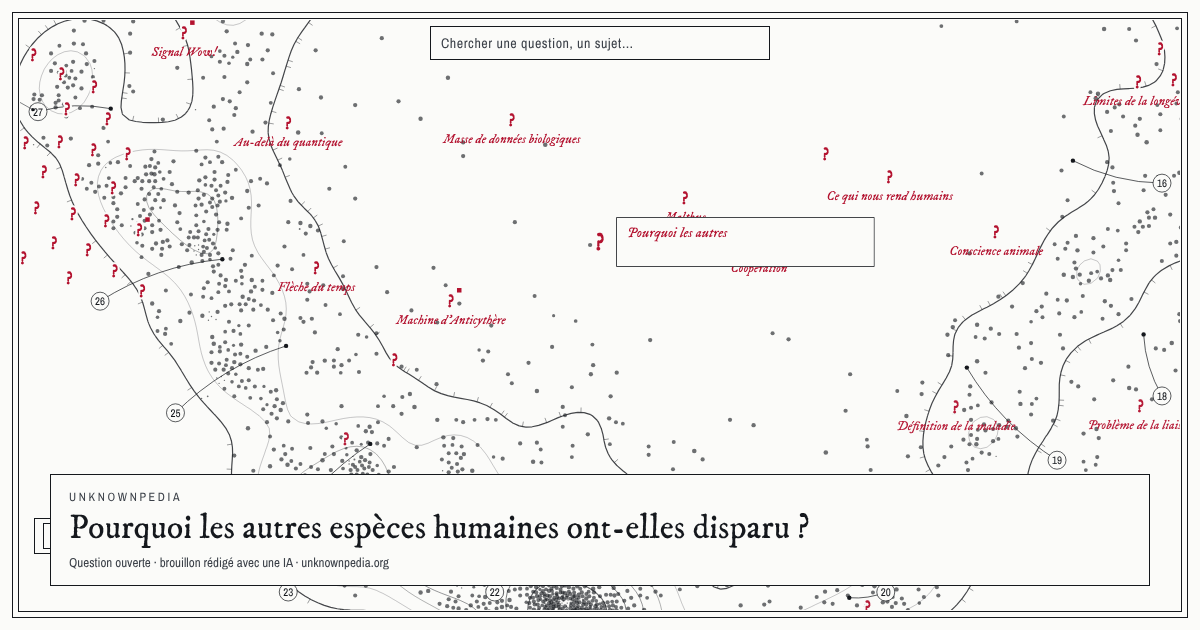 Chercher une question, un sujet…
Signal Wow!
27
Au-delà du quantique
Masse de données biologiques
Limites de la longé
16
Ce qui nous rend humains
Pourquoi les autres
Conscience animale
Coopération
26
Flèche du temps
Machine d'Anticythère
25
18
Définition de la maladie
Problème de la liai
19
UNKNOWNPEDIA
Pourquoi les autres espèces humaines ont-elles disparu ?
Question ouverte · brouillon rédigé avec une IA · unknownpedia.org
23
22
20